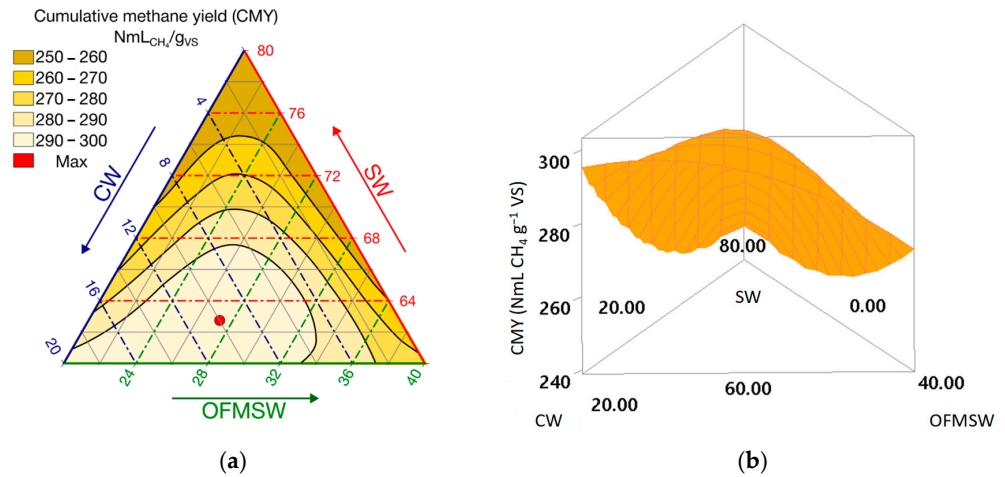 Cumulative methane yield (CMY)
NmLCH₄/gVS
250 – 260
260 – 270
270 – 280
280 – 290
290 – 300
Max
80
76
72
68
64
4
8
12
16
20
CW
SW
24
28
32
36
40
OFMSW
(a)
300
280
260
240
CMY (NmL CH₄ g⁻¹ VS)
80.00
SW
20.00
0.00
20.00
60.00
40.00
CW
OFMSW
(b)